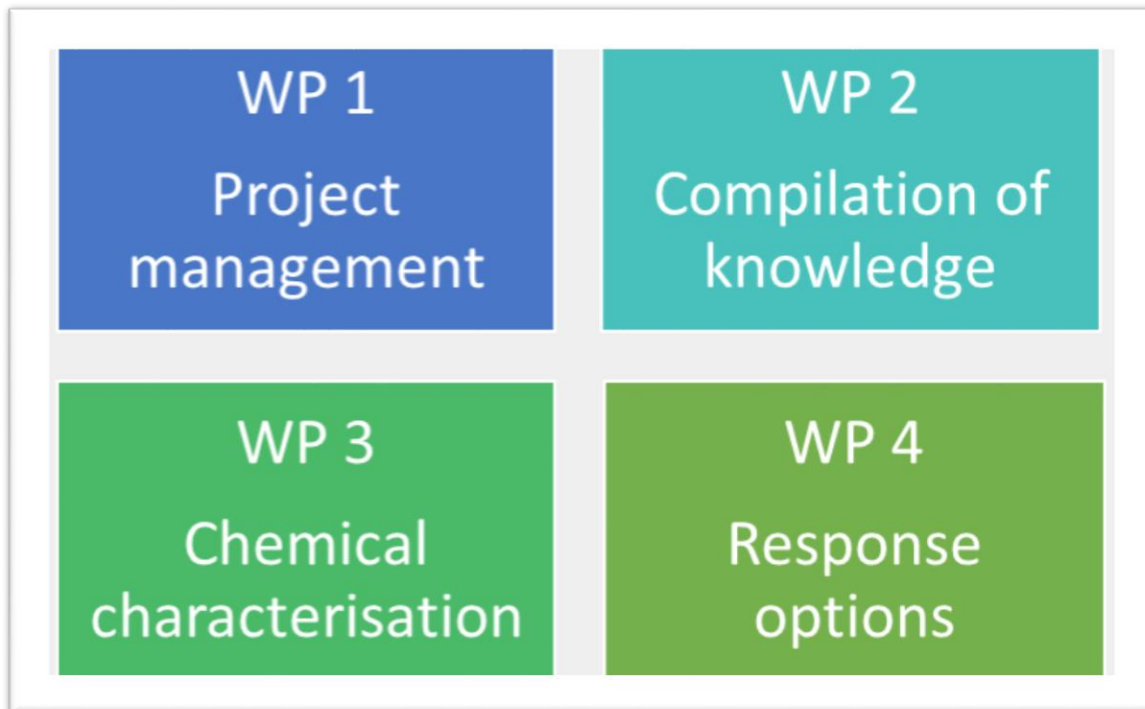 WP 1
Project
management
WP 2
Compilation of
knowledge
WP 3
Chemical
characterisation
WP 4
Response
options